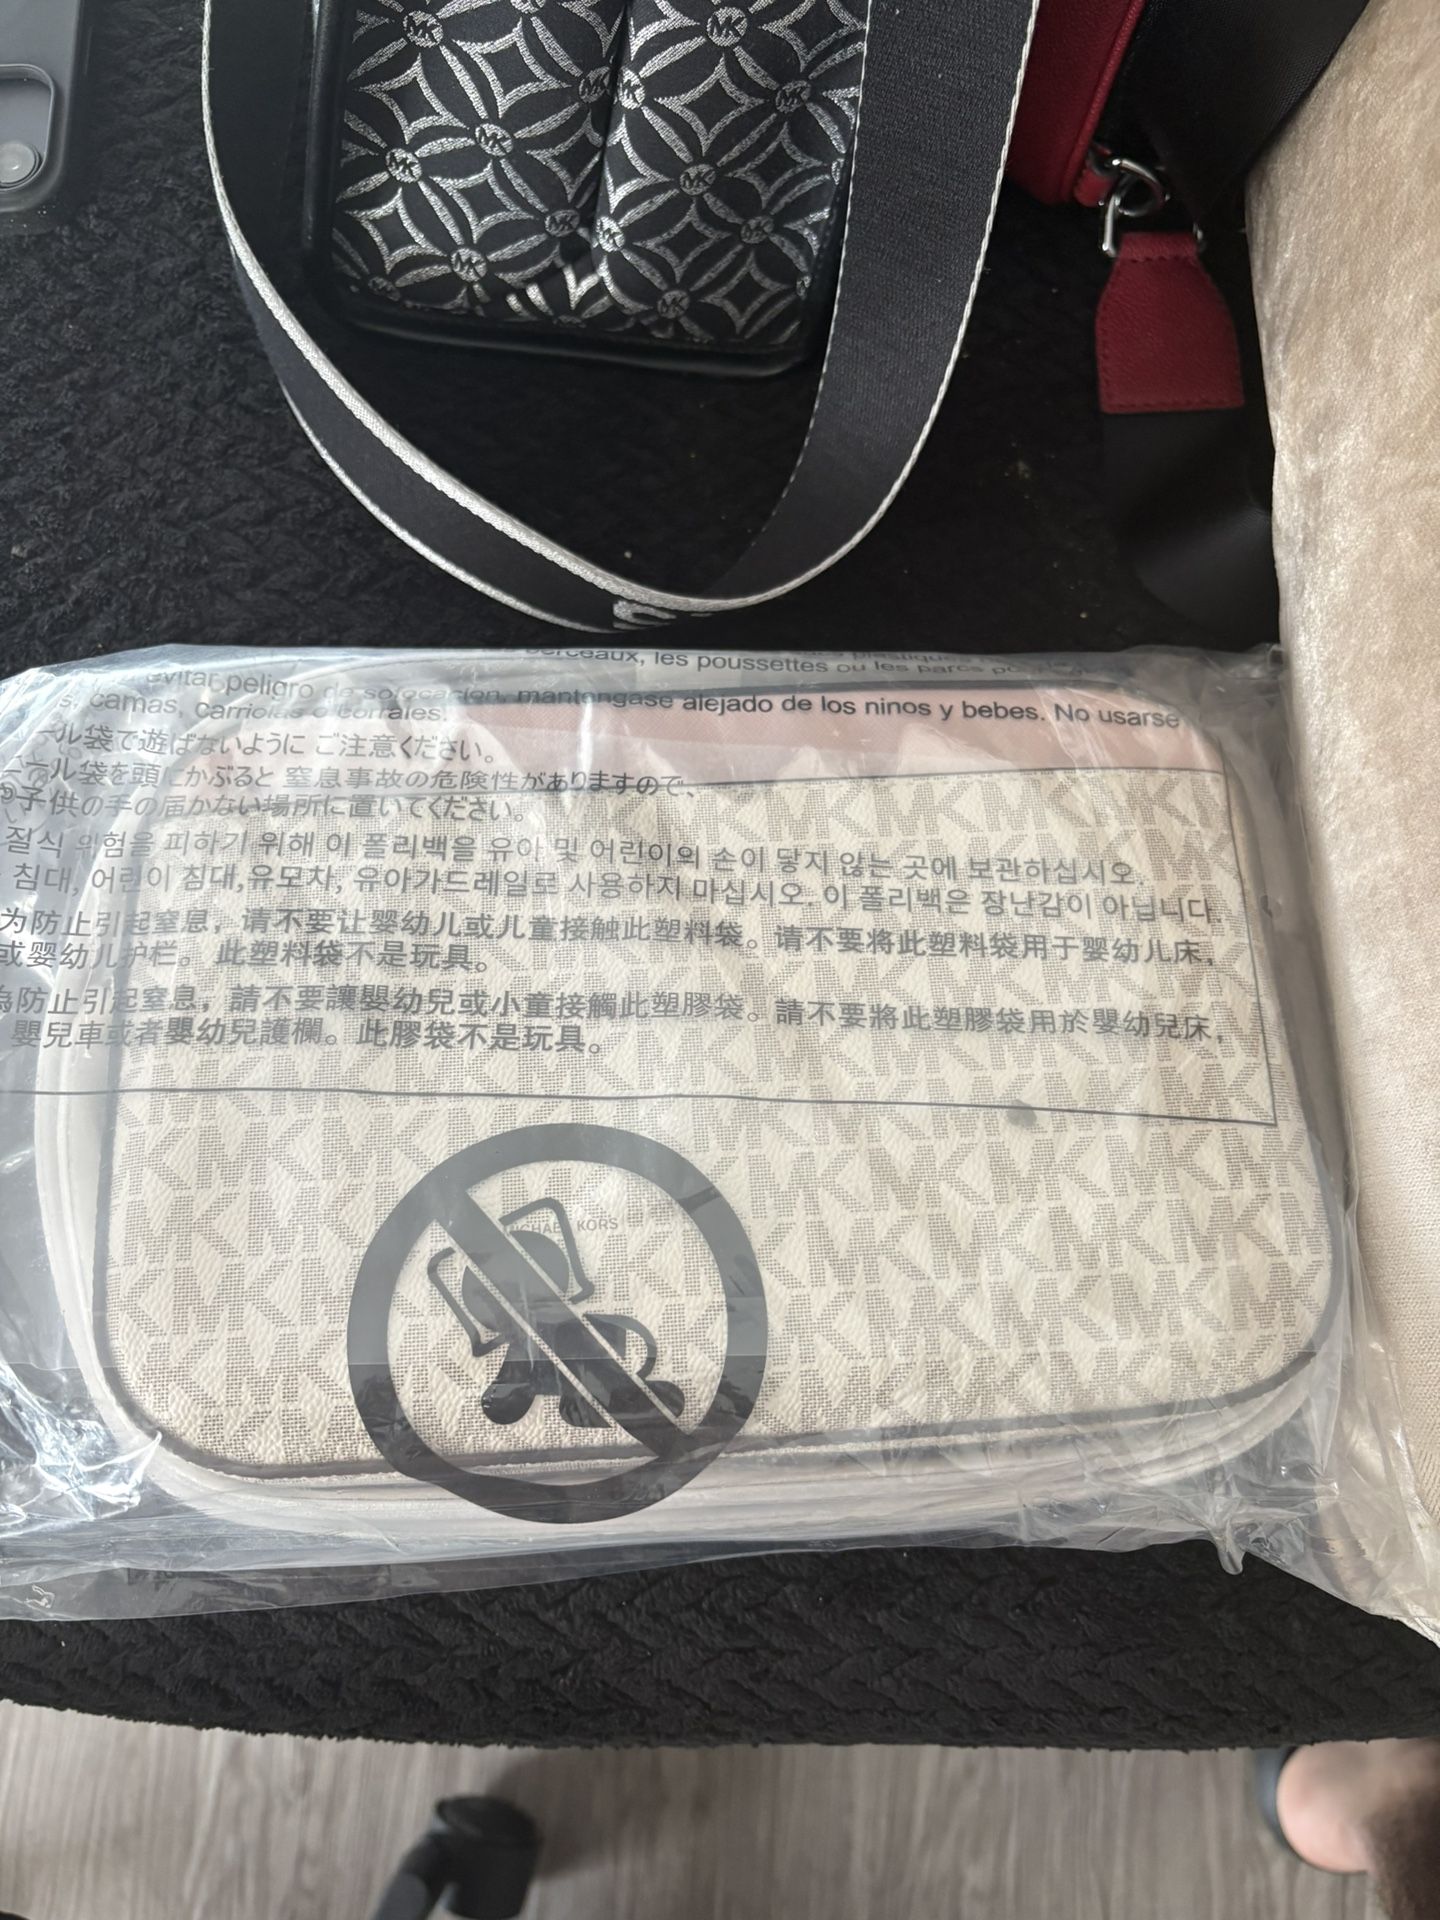 berceaux, les poussettes ou les parcs
evitar peligro de sofocacion, mantengase alejado de los ninos y bebes. No usarse
s, camas, carriolas o corrales.
ール袋で遊ばないように ご注意ください。
ニール袋を頭にかぶると 窒息事故の危険性がありますので、
の子供の手の届かない場所に置いてください。
질식 위험을 피하기 위해 이 폴리백을 유아 및 어린이의 손이 닿지 않는 곳에 보관하십시오.
침대, 어린이 침대,유모차, 유아가드레일로 사용하지 마십시오. 이 폴리백은 장난감이 아닙니다.
为防止引起窒息，请不要让婴幼儿或儿童接触此塑料袋。请不要将此塑料袋用于婴幼儿床，
或婴幼儿护栏。此塑料袋不是玩具。
為防止引起窒息，請不要讓嬰幼兒或小童接觸此塑膠袋。請不要將此塑膠袋用於嬰幼兒床，
嬰兒車或者嬰幼兒護欄。此膠袋不是玩具。
MICHAEL KORS